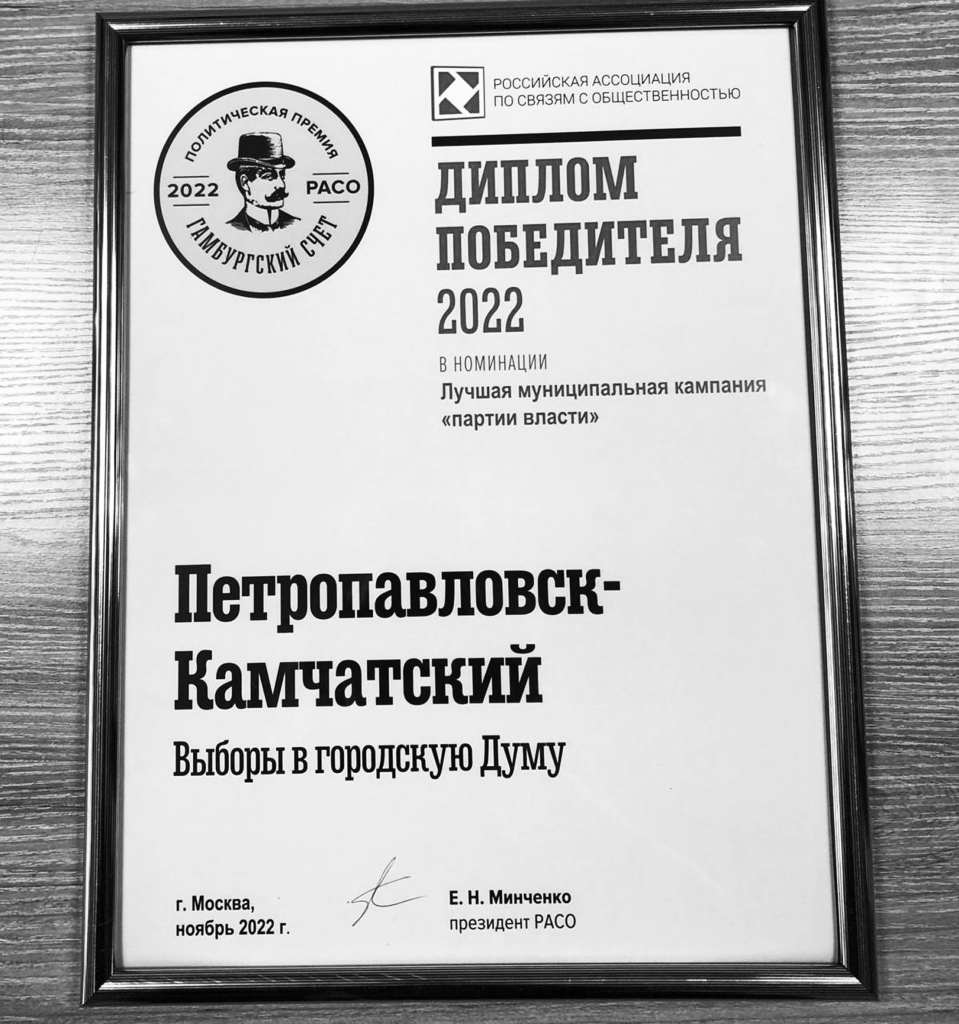 ПОЛИТИЧЕСКАЯ ПРЕМИЯ
2022 РАСО
ГАМБУРГСКИЙ СЧЕТ
РОССИЙСКАЯ АССОЦИАЦИЯ
ПО СВЯЗЯМ С ОБЩЕСТВЕННОСТЬЮ
ДИПЛОМ
ПОБЕДИТЕЛЯ
2022
В НОМИНАЦИИ
Лучшая муниципальная кампания
«партии власти»
Петропавловск-
Камчатский
Выборы в городскую Думу
г. Москва,
ноябрь 2022 г.
Е. Н. Минченко
президент РАСО